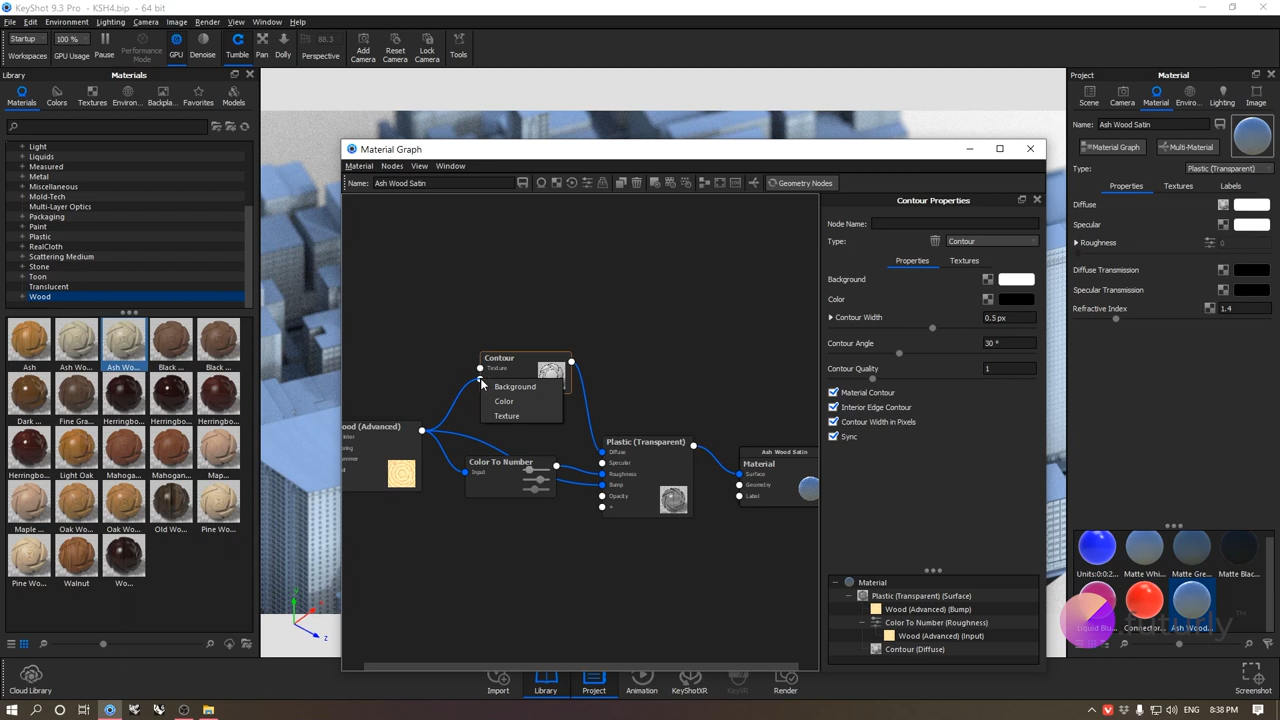 KeyShot 9.3 Pro - KSH4.bip - 64 bit
File Edit Environment Lighting Camera Image Render View Window Help
Startup 100 % 88.3
Workspaces GPU Usage Pause Performance Mode GPU Denoise Tumble Pan Dolly Perspective Add Camera Reset Camera Lock Camera Tools
Library Materials
Materials Colors Textures Environ... Backpla... Favorites Models
Light
Liquids
Measured
Metal
Miscellaneous
Mold-Tech
Multi-Layer Optics
Packaging
Paint
Plastic
RealCloth
Scattering Medium
Stone
Toon
Translucent
Wood
Ash Ash Wo... Ash Wo... Black ... Black ...
Dark ... Fine Gra... Herringbo... Herringbo... Herringbo...
Herringbo... Light Oak Mahogan... Mahogan... Map...
Maple ... Oak Wo... Oak Wo... Old Wo... Pine Wo...
Pine Wo... Walnut Wo...
Material Graph
Material Nodes View Window
Name: Ash Wood Satin
Geometry Nodes
Contour
Texture
Background
Color
Texture
ood (Advanced)
Color To Number
Input
Plastic (Transparent)
Diffuse
Specular
Roughness
Bump
Opacity
+
Ash Wood Satin
Material
Surface
Geometry
Label
Contour Properties
Node Name:
Type: Contour
Properties Textures
Background
Color
Contour Width 0.5 px
Contour Angle 30 °
Contour Quality 1
Material Contour
Interior Edge Contour
Contour Width in Pixels
Sync
Material
Plastic (Transparent) (Surface)
Wood (Advanced) (Bump)
Color To Number (Roughness)
Wood (Advanced) (Input)
Contour (Diffuse)
Project Material
Scene Camera Material Enviro... Lighting Image
Name: Ash Wood Satin
Material Graph Multi-Material
Type: Plastic (Transparent)
Properties Textures Labels
Diffuse
Specular
Roughness 0
Diffuse Transmission
Specular Transmission
Refractive Index 1.4
Units:0:0:2... Matte Whi... Matte Gre... Matte Blac...
Liquid Blu... Connector... Ash Wood...
Cloud Library Import Library Project Animation KeyShotXR KeyVR Render Screenshot
y z
ENG 8:38 PM